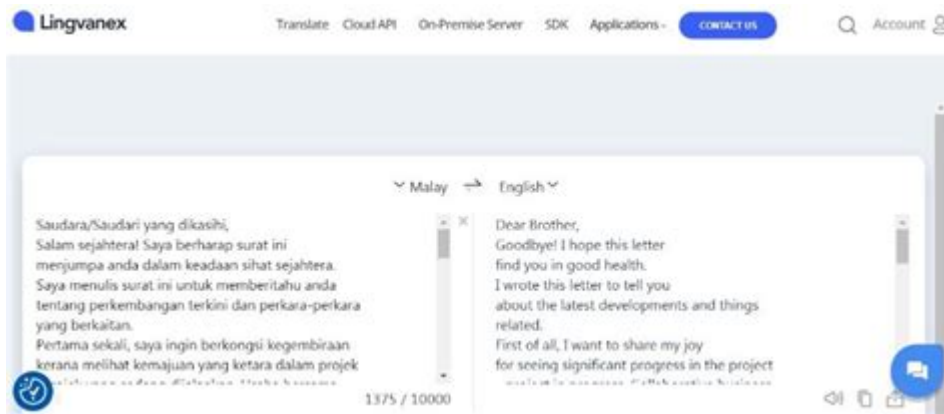 Lingvanex
Translate Cloud API On-Premise Server SDK Applications CONTACT US Account
Malay English
Saudara/Saudari yang dikasihi,
Salam sejahtera! Saya berharap surat ini
menjumpa anda dalam keadaan sihat sejahtera.
Saya menulis surat ini untuk memberitahu anda
tentang perkembangan terkini dan perkara-perkara
yang berkaitan.
Pertama sekali, saya ingin berkongsi kegembiraan
kerana melihat kemajuan yang ketara dalam projek
1375 / 10000
Dear Brother,
Goodbye! I hope this letter
find you in good health.
I wrote this letter to tell you
about the latest developments and things
related.
First of all, I want to share my joy
for seeing significant progress in the project